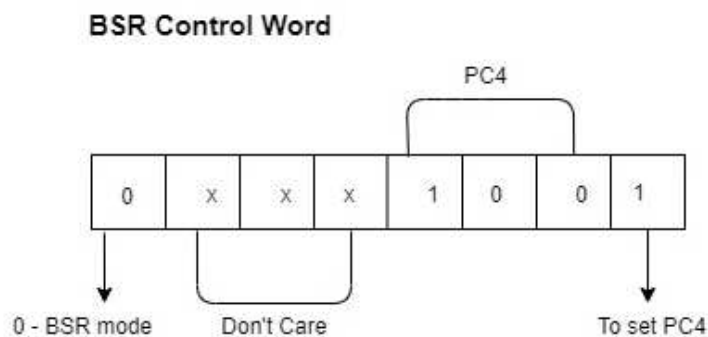 BSR Control Word
PC4
0 x x x 1 0 0 1
0 - BSR mode Don't Care To set PC4